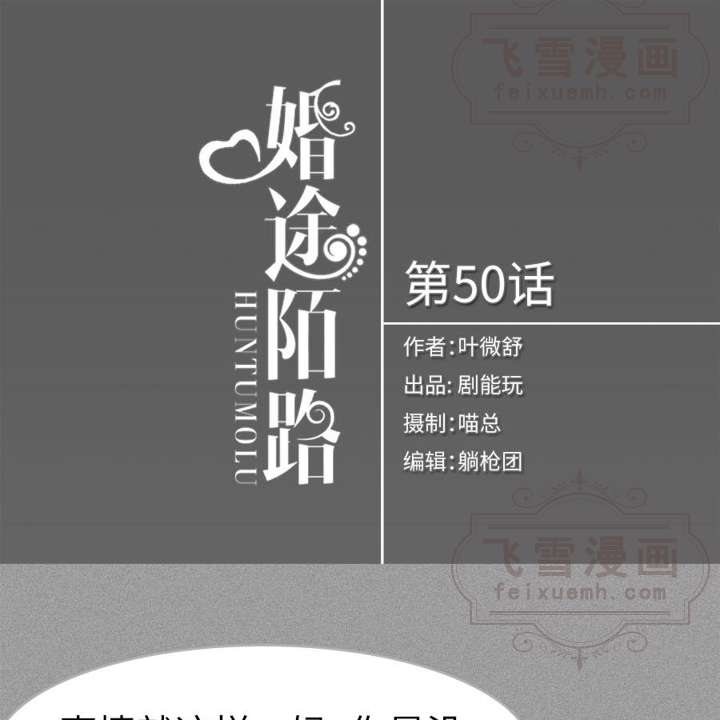 飞雪漫画
feixuemh.com
婚途陌路
HUNTUMOLU
第50话
作者:叶微舒
出品:剧能玩
摄制:喵总
编辑:躺枪团
飞雪漫画
feixuemh.com